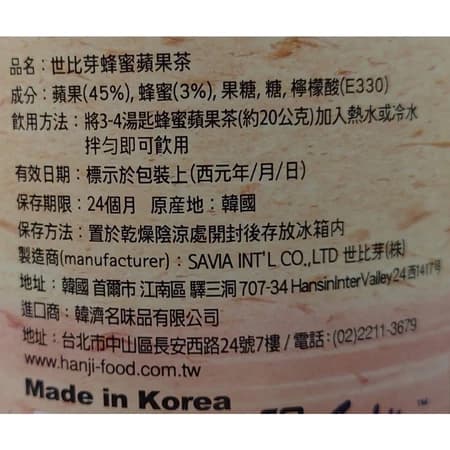 品名：世比芽蜂蜜蘋果茶
成分：蘋果(45%), 蜂蜜(3%), 果糖, 糖, 檸檬酸(E330)
飲用方法：將3-4湯匙蜂蜜蘋果茶(約20公克)加入熱水或冷水
拌勻即可飲用
有效日期：標示於包裝上(西元年/月/日)
保存期限：24個月 原産地：韓國
保存方法：置於乾燥陰涼處開封後存放冰箱內
製造商(manufacturer)：SAVIA INT'L CO.,LTD 世比芽(株)
地址：韓國 首爾市 江南區 驛三洞 707-34 HansinInterValley24 西1417号
進口商：韓濟名味品有限公司
地址：台北市中山區長安西路24號7樓 / 電話：(02)2211-3679
www.hanji-food.com.tw
Made in Korea